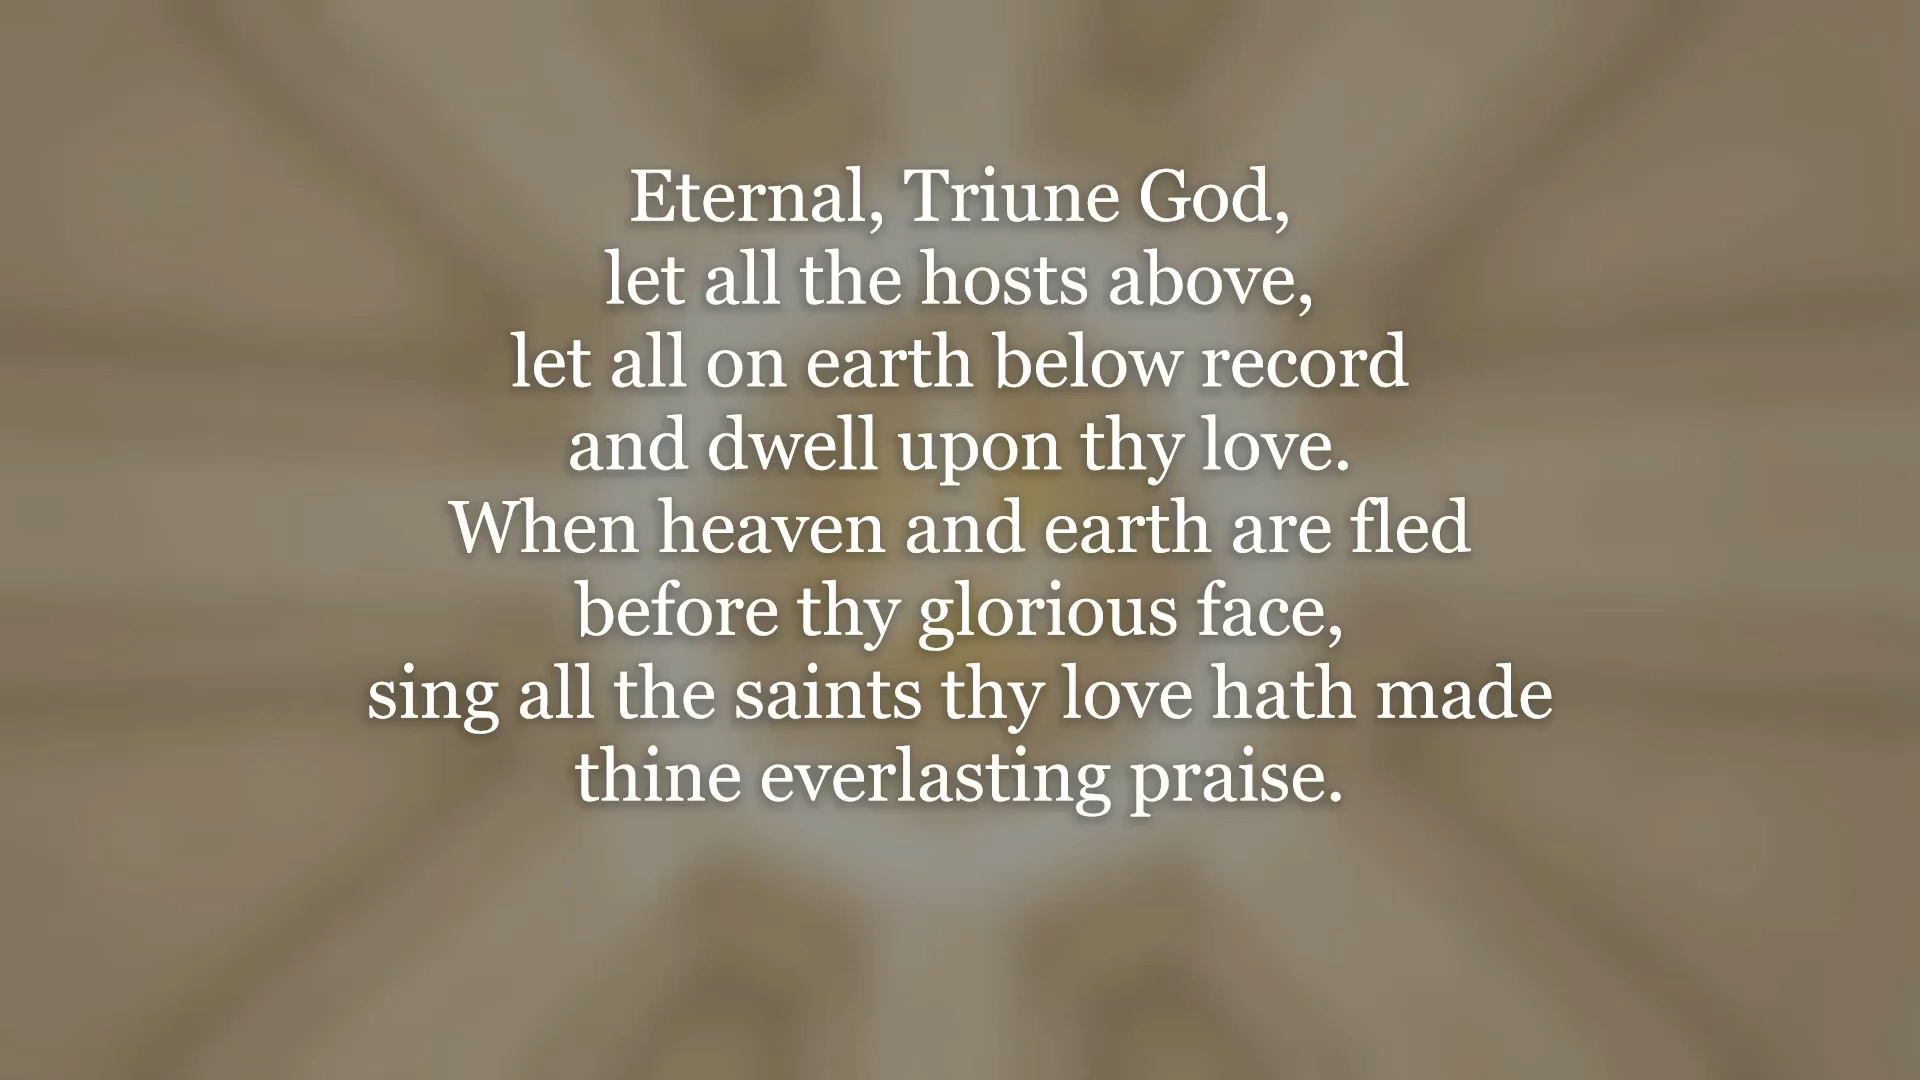 Eternal, Triune God,
let all the hosts above,
let all on earth below record
and dwell upon thy love.
When heaven and earth are fled
before thy glorious face,
sing all the saints thy love hath made
thine everlasting praise.